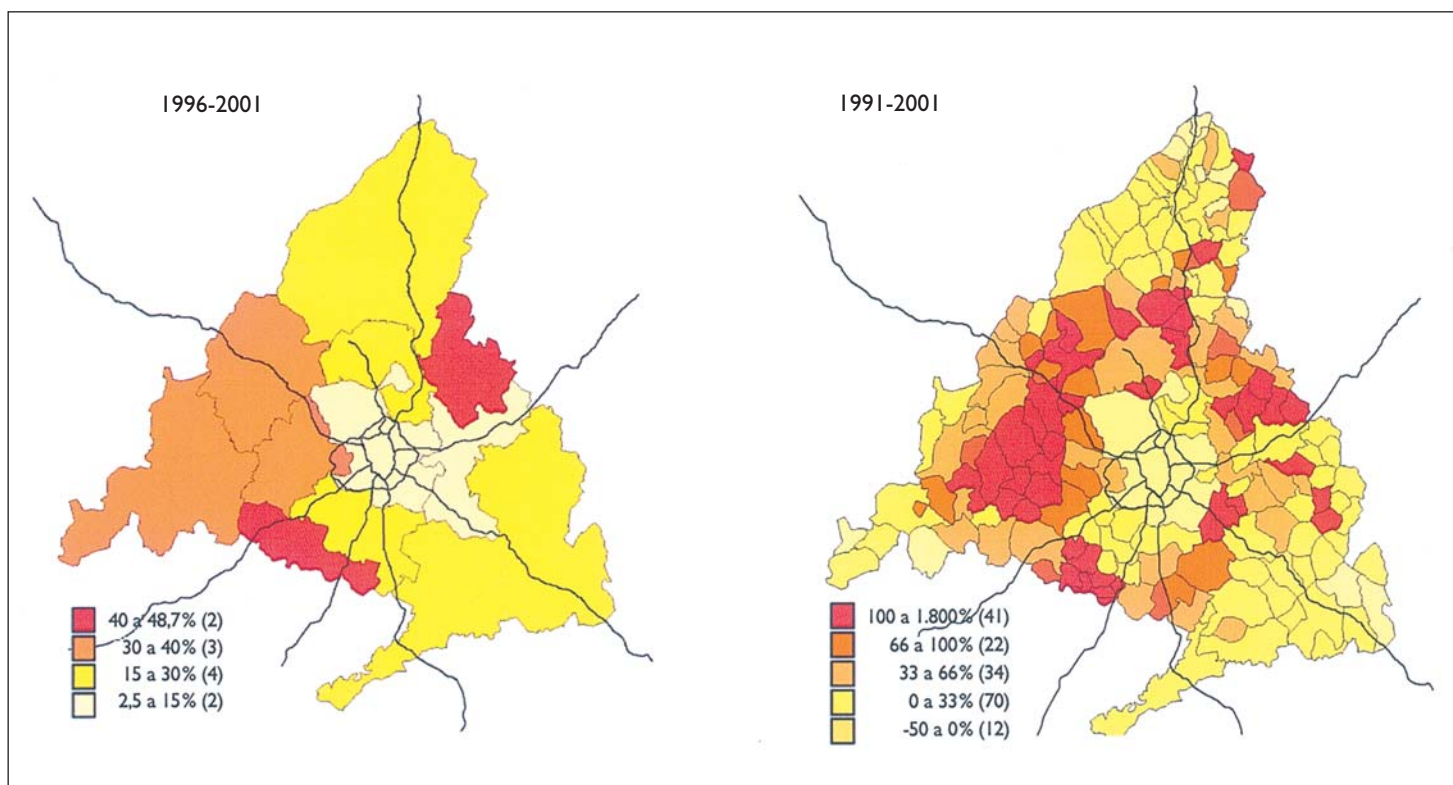 1996-2001
40 a 48,7% (2)
30 a 40% (3)
15 a 30% (4)
2,5 a 15% (2)
1991-2001
100 a 1.800% (41)
66 a 100% (22)
33 a 66% (34)
0 a 33% (70)
-50 a 0% (12)